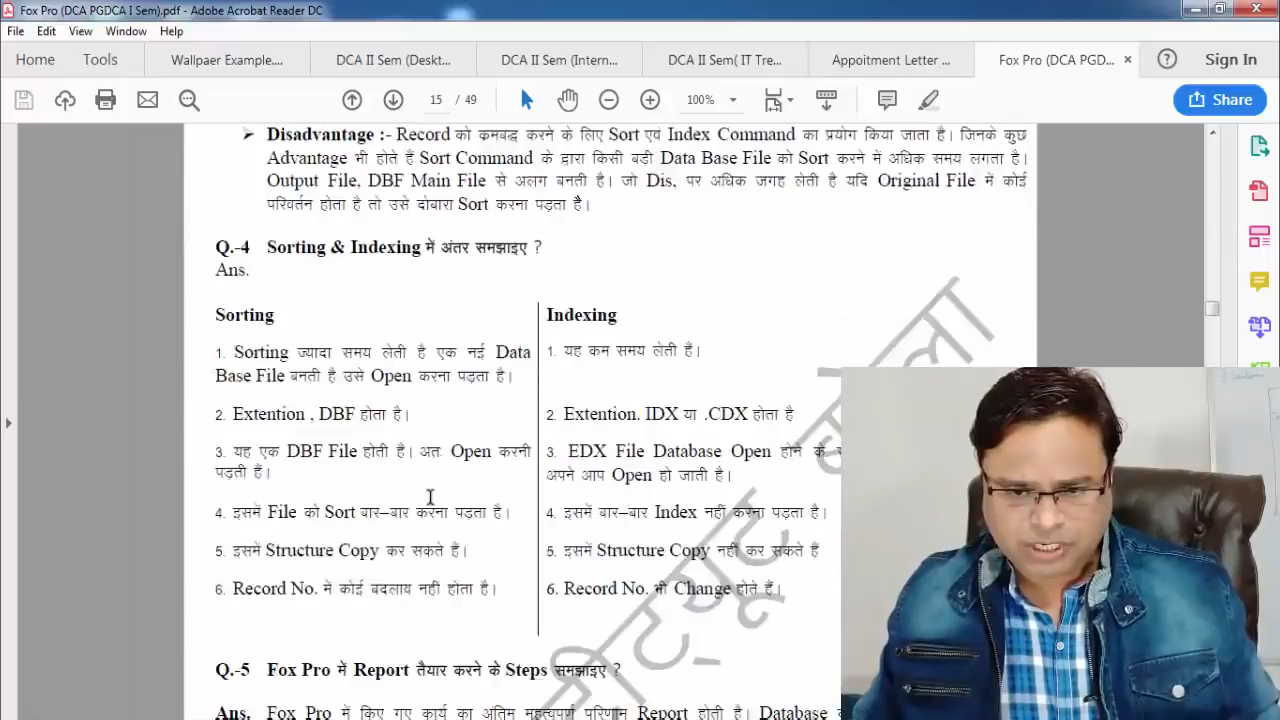 Fox Pro (DCA PGDCA I Sem).pdf - Adobe Acrobat Reader DC
File Edit View Window Help
Home Tools Wallpaer Example.... DCA II Sem (Deskt... DCA II Sem (Intern... DCA II Sem( IT Tre... Appoitment Letter ... Fox Pro (DCA PGD... × Sign In
15 / 49 100% Share
➢ Disadvantage :- Record को कमबद्ध करने के लिए Sort एवं Index Command का प्रयोग किया जाता है। जिनके कुछ
Advantage भी होते हैं Sort Command के द्वारा किसी बडी Data Base File को Sort करने में अधिक समय लगता है।
Output File, DBF Main File से अलग बनती है। जो Dis, पर अधिक जगह लेती है यदि Original File में कोई
परिवर्तन होता है तो उसे दोबारा Sort करना पड़ता है।
Q.-4 Sorting & Indexing में अंतर समझाइए ?
Ans.
Sorting
1. Sorting ज्यादा समय लेती है एक नई Data
Base File बनती है उसे Open करना पड़ता है।
2. Extention , DBF होता है।
3. यह एक DBF File होती है। अतः Open करनी
पड़ती हैं।
4. इसमें File को Sort बार–बार करना पड़ता है।
5. इसमें Structure Copy कर सकते हैं।
6. Record No. में कोई बदलाव नहीं होता है।
Indexing
1. यह कम समय लेती हैं।
2. Extention. IDX या .CDX होता है
3. EDX File Database Open होने के
अपने आप Open हो जाती है।
4. इसमें बार–बार Index नहीं करना पड़ता है।
5. इसमें Structure Copy नहीं कर सकते हैं
6. Record No. भी Change होते हैं।
Q.-5 Fox Pro में Report तैयार करने के Steps समझाइए ?
Ans. Fox Pro में किए गए कार्य का अंतिम महत्वपूर्ण परिणाम Report होती है। Database